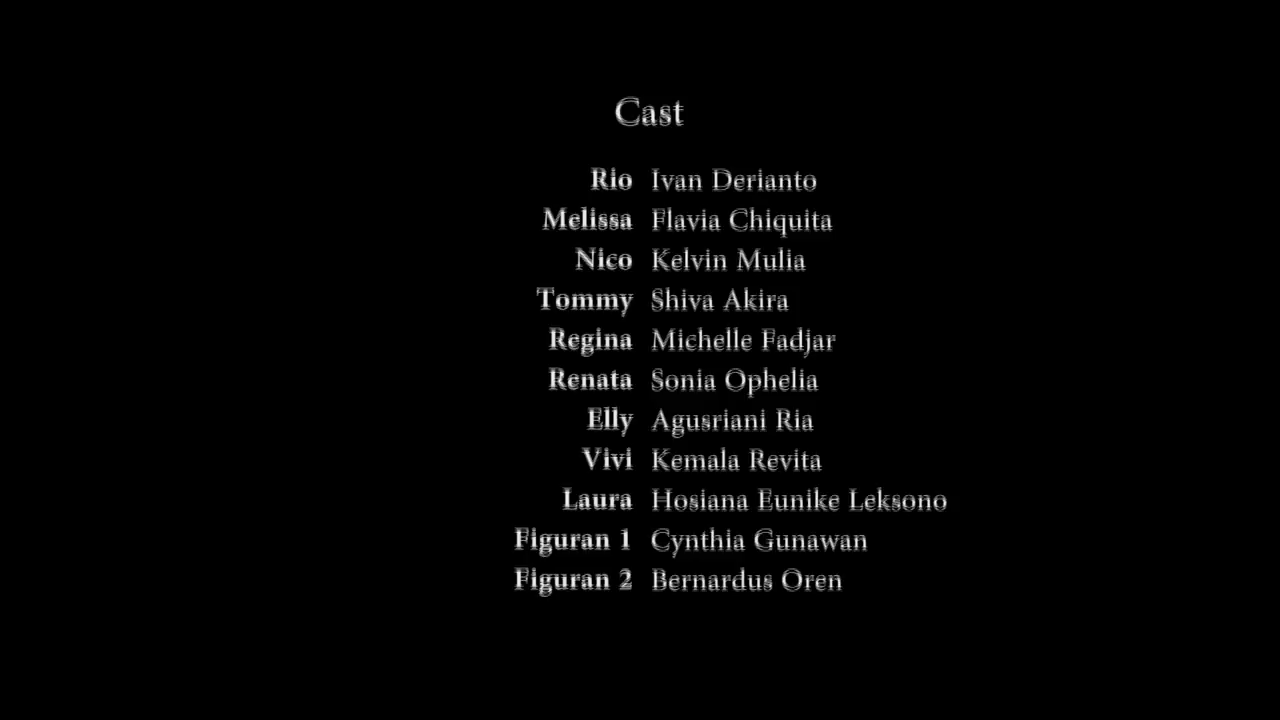 Cast
Rio Ivan Derianto
Melissa Flavia Chiquita
Nico Kelvin Mulia
Tommy Shiva Akira
Regina Michelle Fadjar
Renata Sonia Ophelia
Elly Agusriani Ria
Vivi Kemala Revita
Laura Hosiana Eunike Leksono
Figuran 1 Cynthia Gunawan
Figuran 2 Bernardus Oren